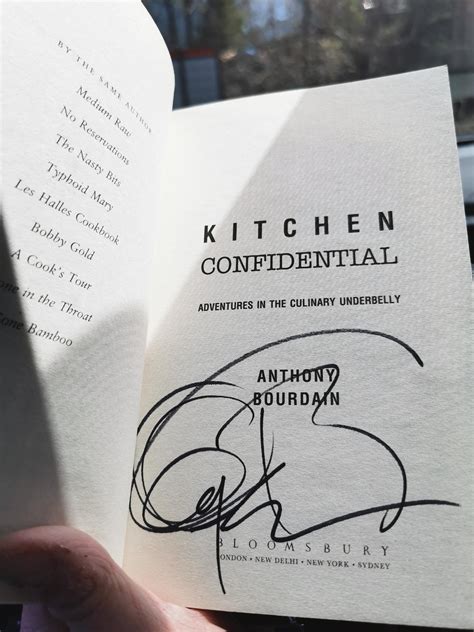 BY THE SAME AUTHOR
Medium Raw
No Reservations
The Nasty Bits
Typhoid Mary
Les Halles Cookbook
Bobby Gold
A Cook's Tour
in the Throat
Bamboo
KITCHEN
CONFIDENTIAL
ADVENTURES IN THE CULINARY UNDERBELLY
ANTHONY
BOURDAIN
BLOOMSBURY
LONDON • NEW DELHI • NEW YORK • SYDNEY